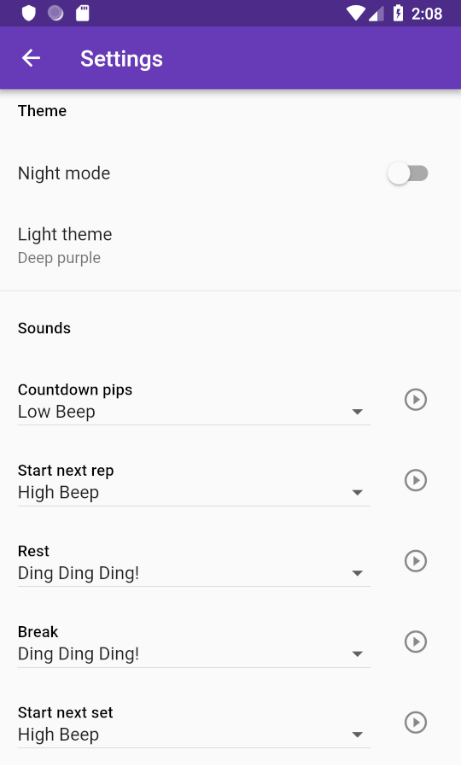 2:08
Settings
Theme
Night mode
Light theme
Deep purple
Sounds
Countdown pips
Low Beep
Start next rep
High Beep
Rest
Ding Ding Ding!
Break
Ding Ding Ding!
Start next set
High Beep